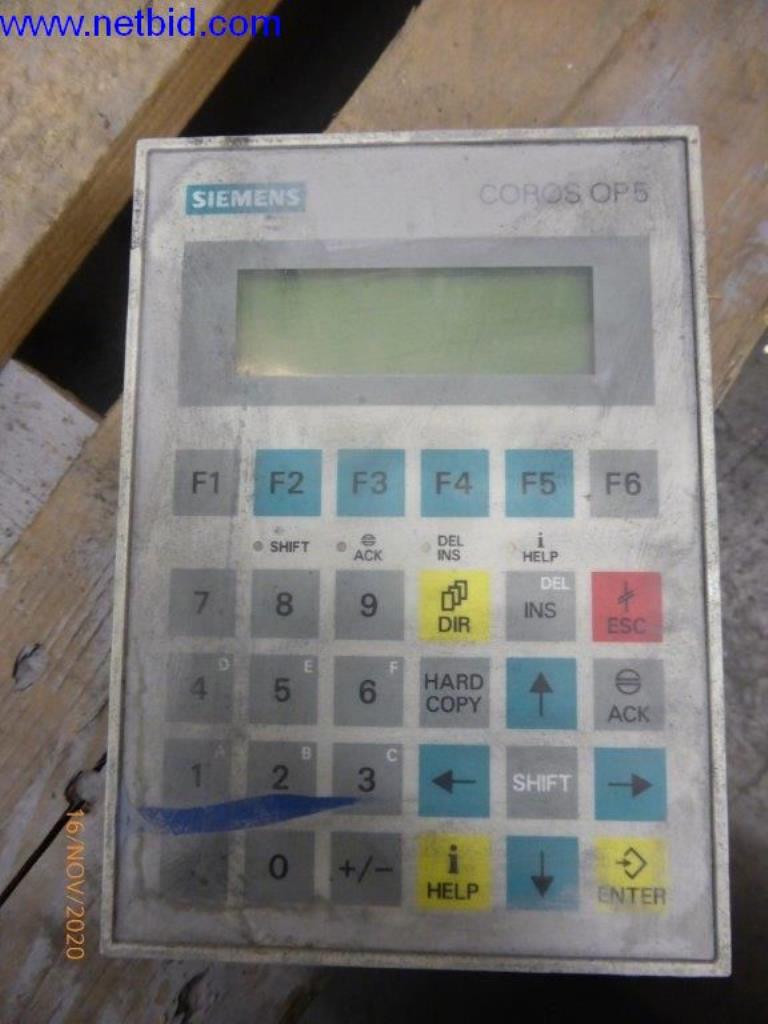 www.netbid.com
SIEMENS COROS OP5
F1 F2 F3 F4 F5 F6
SHIFT ACK DEL INS i HELP
7 8 9 DIR INS DEL ESC
4 D 5 E 6 F HARD COPY ACK
1 A 2 B 3 C SHIFT
0 +/- i HELP ENTER
16/NOV/2020